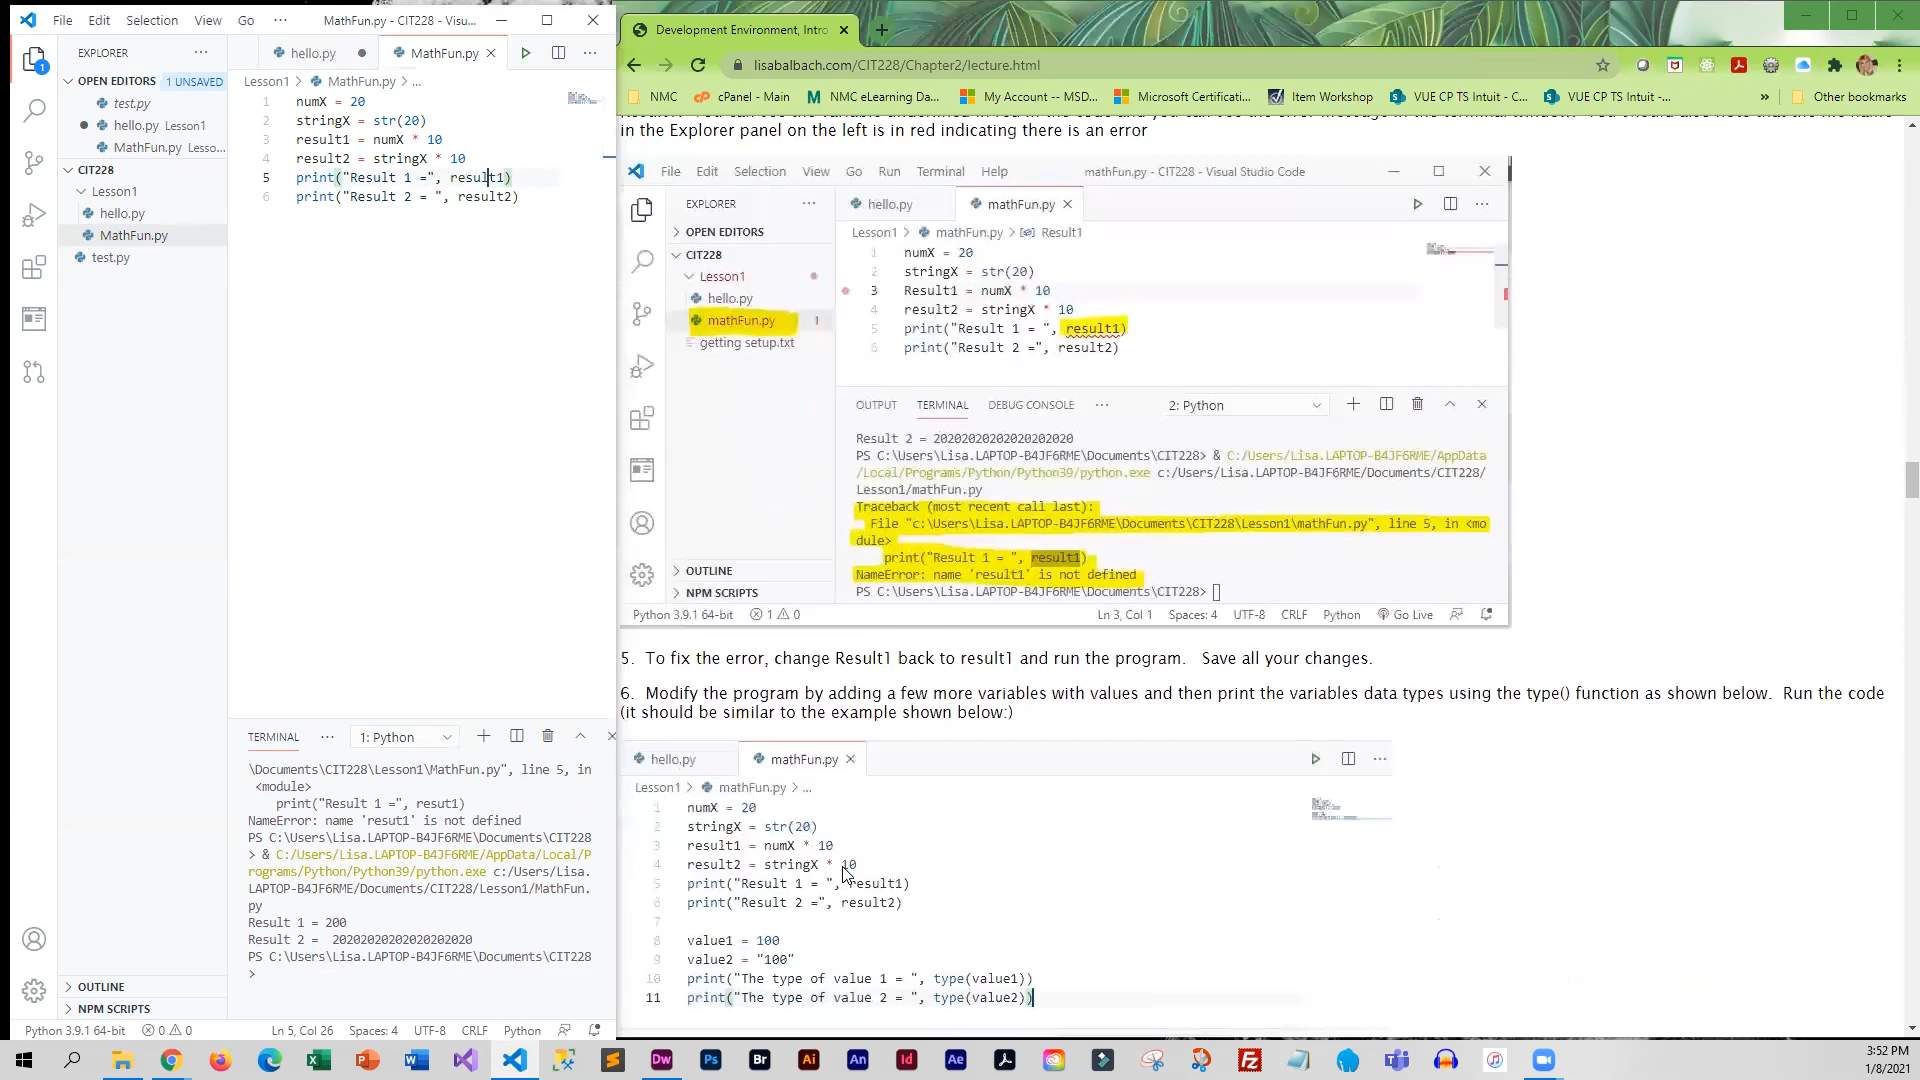 File Edit Selection View Go ··· MathFun.py - CIT228 - Visu...
EXPLORER ···
OPEN EDITORS 1 UNSAVED
test.py
hello.py Lesson1
MathFun.py Lesso...
CIT228
Lesson1
hello.py
MathFun.py
test.py
OUTLINE
NPM SCRIPTS
1
hello.py MathFun.py
Lesson1 > MathFun.py > ...
1 numX = 20
2 stringX = str(20)
3 result1 = numX * 10
4 result2 = stringX * 10
5 print("Result 1 =", result1)
6 print("Result 2 = ", result2)
TERMINAL ··· 1: Python
\Documents\CIT228\Lesson1\MathFun.py", line 5, in
<module>
print("Result 1 =", resut1)
NameError: name 'resut1' is not defined
PS C:\Users\Lisa.LAPTOP-B4JF6RME\Documents\CIT228
> & C:/Users/Lisa.LAPTOP-B4JF6RME/AppData/Local/P
rograms/Python/Python39/python.exe c:/Users/Lisa.
LAPTOP-B4JF6RME/Documents/CIT228/Lesson1/MathFun.
py
Result 1 = 200
Result 2 =  20202020202020202020
PS C:\Users\Lisa.LAPTOP-B4JF6RME\Documents\CIT228
>
Python 3.9.1 64-bit 0 0 Ln 5, Col 26 Spaces: 4 UTF-8 CRLF Python
Development Environment, Intro
lisabalbach.com/CIT228/Chapter2/lecture.html
NMC cPanel - Main NMC eLearning Da... My Account -- MSD... Microsoft Certificati... Item Workshop VUE CP TS Intuit - C... VUE CP TS Intuit -... » Other bookmarks
in the Explorer panel on the left is in red indicating there is an error
File Edit Selection View Go Run Terminal Help mathFun.py - CIT228 - Visual Studio Code
EXPLORER ···
OPEN EDITORS
CIT228
Lesson1
hello.py
mathFun.py 1
getting setup.txt
OUTLINE
NPM SCRIPTS
hello.py mathFun.py
Lesson1 > mathFun.py > Result1
1 numX = 20
2 stringX = str(20)
3 Result1 = numX * 10
4 result2 = stringX * 10
5 print("Result 1 = ", result1)
6 print("Result 2 =", result2)
OUTPUT TERMINAL DEBUG CONSOLE ··· 2: Python
Result 2 = 20202020202020202020
PS C:\Users\Lisa.LAPTOP-B4JF6RME\Documents\CIT228> & C:/Users/Lisa.LAPTOP-B4JF6RME/AppData
/Local/Programs/Python/Python39/python.exe c:/Users/Lisa.LAPTOP-B4JF6RME/Documents/CIT228/
Lesson1/mathFun.py
Traceback (most recent call last):
File "c:\Users\Lisa.LAPTOP-B4JF6RME\Documents\CIT228\Lesson1\mathFun.py", line 5, in <mo
dule>
print("Result 1 = ", result1)
NameError: name 'result1' is not defined
PS C:\Users\Lisa.LAPTOP-B4JF6RME\Documents\CIT228>
Python 3.9.1 64-bit 1 0 Ln 3, Col 1 Spaces: 4 UTF-8 CRLF Python Go Live
5. To fix the error, change Result1 back to result1 and run the program. Save all your changes.
6. Modify the program by adding a few more variables with values and then print the variables data types using the type() function as shown below. Run the code
(it should be similar to the example shown below:)
hello.py mathFun.py
Lesson1 > mathFun.py > ...
1 numX = 20
2 stringX = str(20)
3 result1 = numX * 10
4 result2 = stringX * 10
5 print("Result 1 = ", result1)
6 print("Result 2 =", result2)
7
8 value1 = 100
9 value2 = "100"
10 print("The type of value 1 = ", type(value1))
11 print("The type of value 2 = ", type(value2))
Dw Ps Br Ai An Id Ae
3:52 PM
1/8/2021